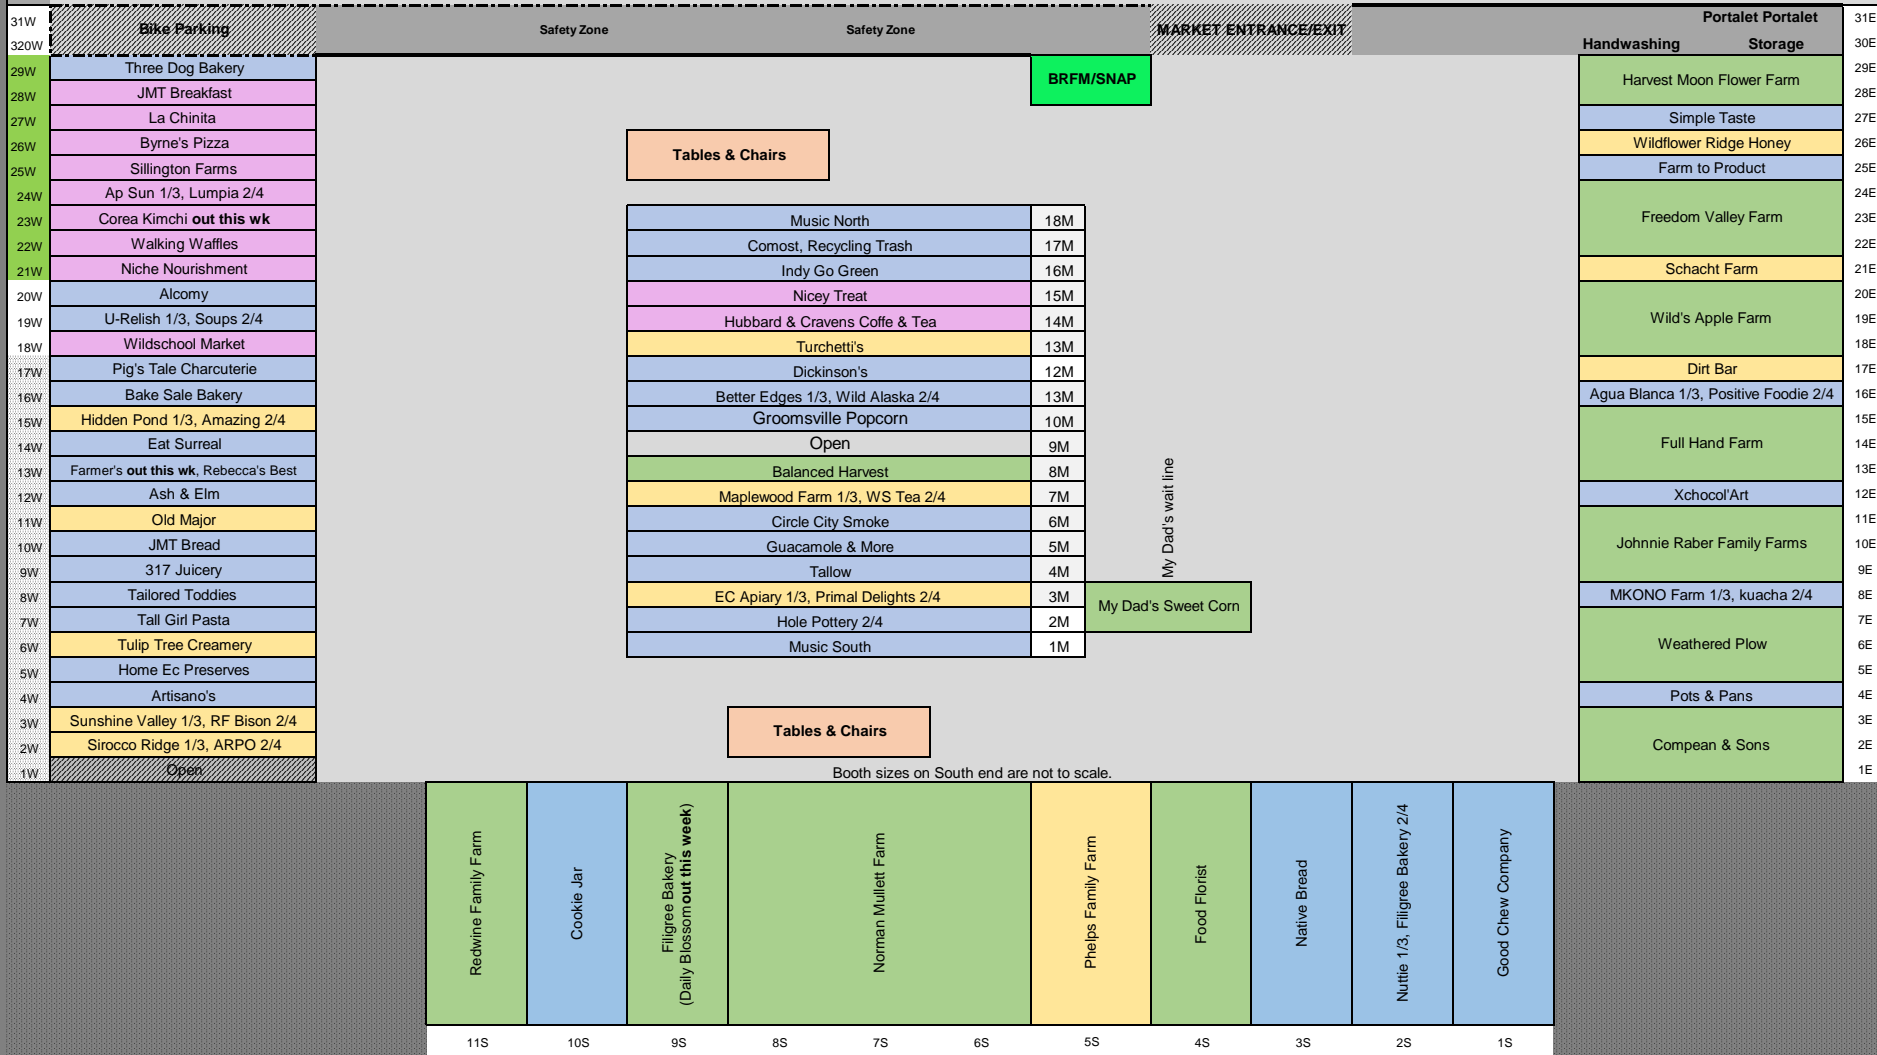 31W
Bike Parking
Safety Zone
Safety Zone
MARKET ENTRANCE/EXIT
Portalet Portalet
31E
320W
Handwashing
Storage
30E
29W
Three Dog Bakery
28W
JMT Breakfast
27W
La Chinita
26W
Byrne's Pizza
25W
Sillington Farms
24W
Ap Sun 1/3, Lumpia 2/4
23W
Corea Kimchi out this wk
22W
Walking Waffles
21W
Niche Nourishment
20W
Alcomy
19W
U-Relish 1/3, Soups 2/4
18W
Wildschool Market
17W
Pig's Tale Charcuterie
16W
Bake Sale Bakery
15W
Hidden Pond 1/3, Amazing 2/4
14W
Eat Surreal
13W
Farmer's out this wk, Rebecca's Best
12W
Ash & Elm
11W
Old Major
10W
JMT Bread
9W
317 Juicery
8W
Tailored Toddies
7W
Tall Girl Pasta
6W
Tulip Tree Creamery
5W
Home Ec Preserves
4W
Artisano's
3W
Sunshine Valley 1/3, RF Bison 2/4
2W
Sirocco Ridge 1/3, ARPO 2/4
1W
Open
BRFM/SNAP
Tables & Chairs
Music North
18M
Comost, Recycling Trash
17M
Indy Go Green
16M
Nicey Treat
15M
Hubbard & Cravens Coffe & Tea
14M
Turchetti's
13M
Dickinson's
12M
Better Edges 1/3, Wild Alaska 2/4
13M
Groomsville Popcorn
10M
Open
9M
Balanced Harvest
8M
Maplewood Farm 1/3, WS Tea 2/4
7M
Circle City Smoke
6M
Guacamole & More
5M
Tallow
4M
EC Apiary 1/3, Primal Delights 2/4
3M
Hole Pottery 2/4
2M
Music South
1M
My Dad's wait line
My Dad's Sweet Corn
Tables & Chairs
Booth sizes on South end are not to scale.
Harvest Moon Flower Farm
29E
28E
Simple Taste
27E
Wildflower Ridge Honey
26E
Farm to Product
25E
24E
Freedom Valley Farm
23E
22E
Schacht Farm
21E
20E
Wild's Apple Farm
19E
18E
Dirt Bar
17E
Agua Blanca 1/3, Positive Foodie 2/4
16E
15E
Full Hand Farm
14E
13E
Xchocol'Art
12E
11E
Johnnie Raber Family Farms
10E
9E
MKONO Farm 1/3, kuacha 2/4
8E
7E
Weathered Plow
6E
5E
Pots & Pans
4E
3E
Compean & Sons
2E
1E
Redwine Family Farm
Cookie Jar
Filigree Bakery
(Daily Blossom out this week)
Norman Mullett Farm
Phelps Family Farm
Food Florist
Native Bread
Nuttie 1/3, Filigree Bakery 2/4
Good Chew Company
11S
10S
9S
8S
7S
6S
5S
4S
3S
2S
1S